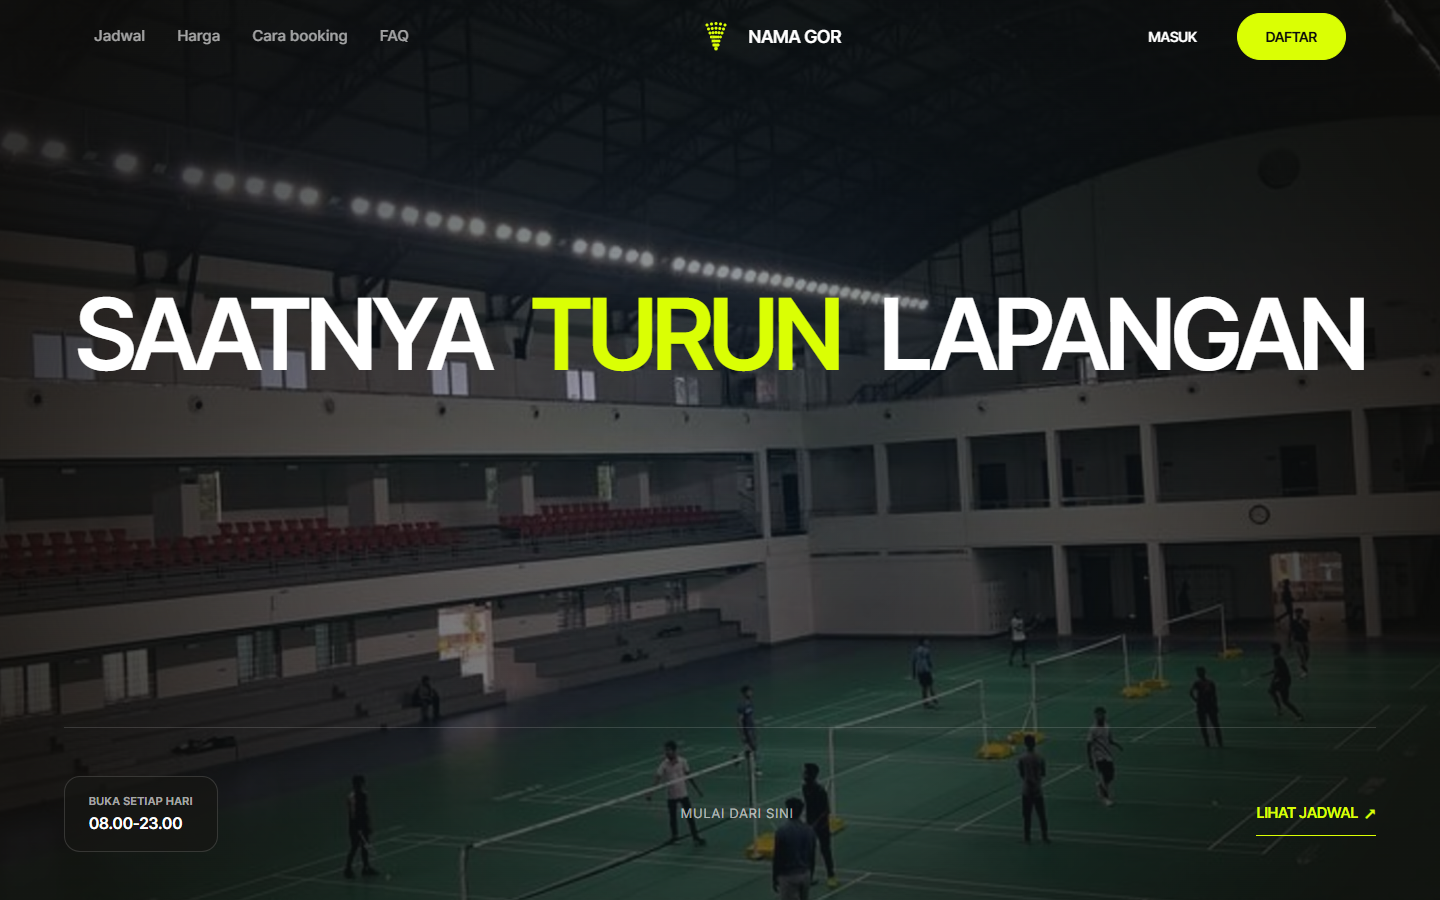 Jadwal
Harga
Cara booking
FAQ
NAMA GOR
MASUK
DAFTAR
SAATNYA TURUN LAPANGAN
BUKA SETIAP HARI
08.00-23.00
MULAI DARI SINI
LIHAT JADWAL ↗